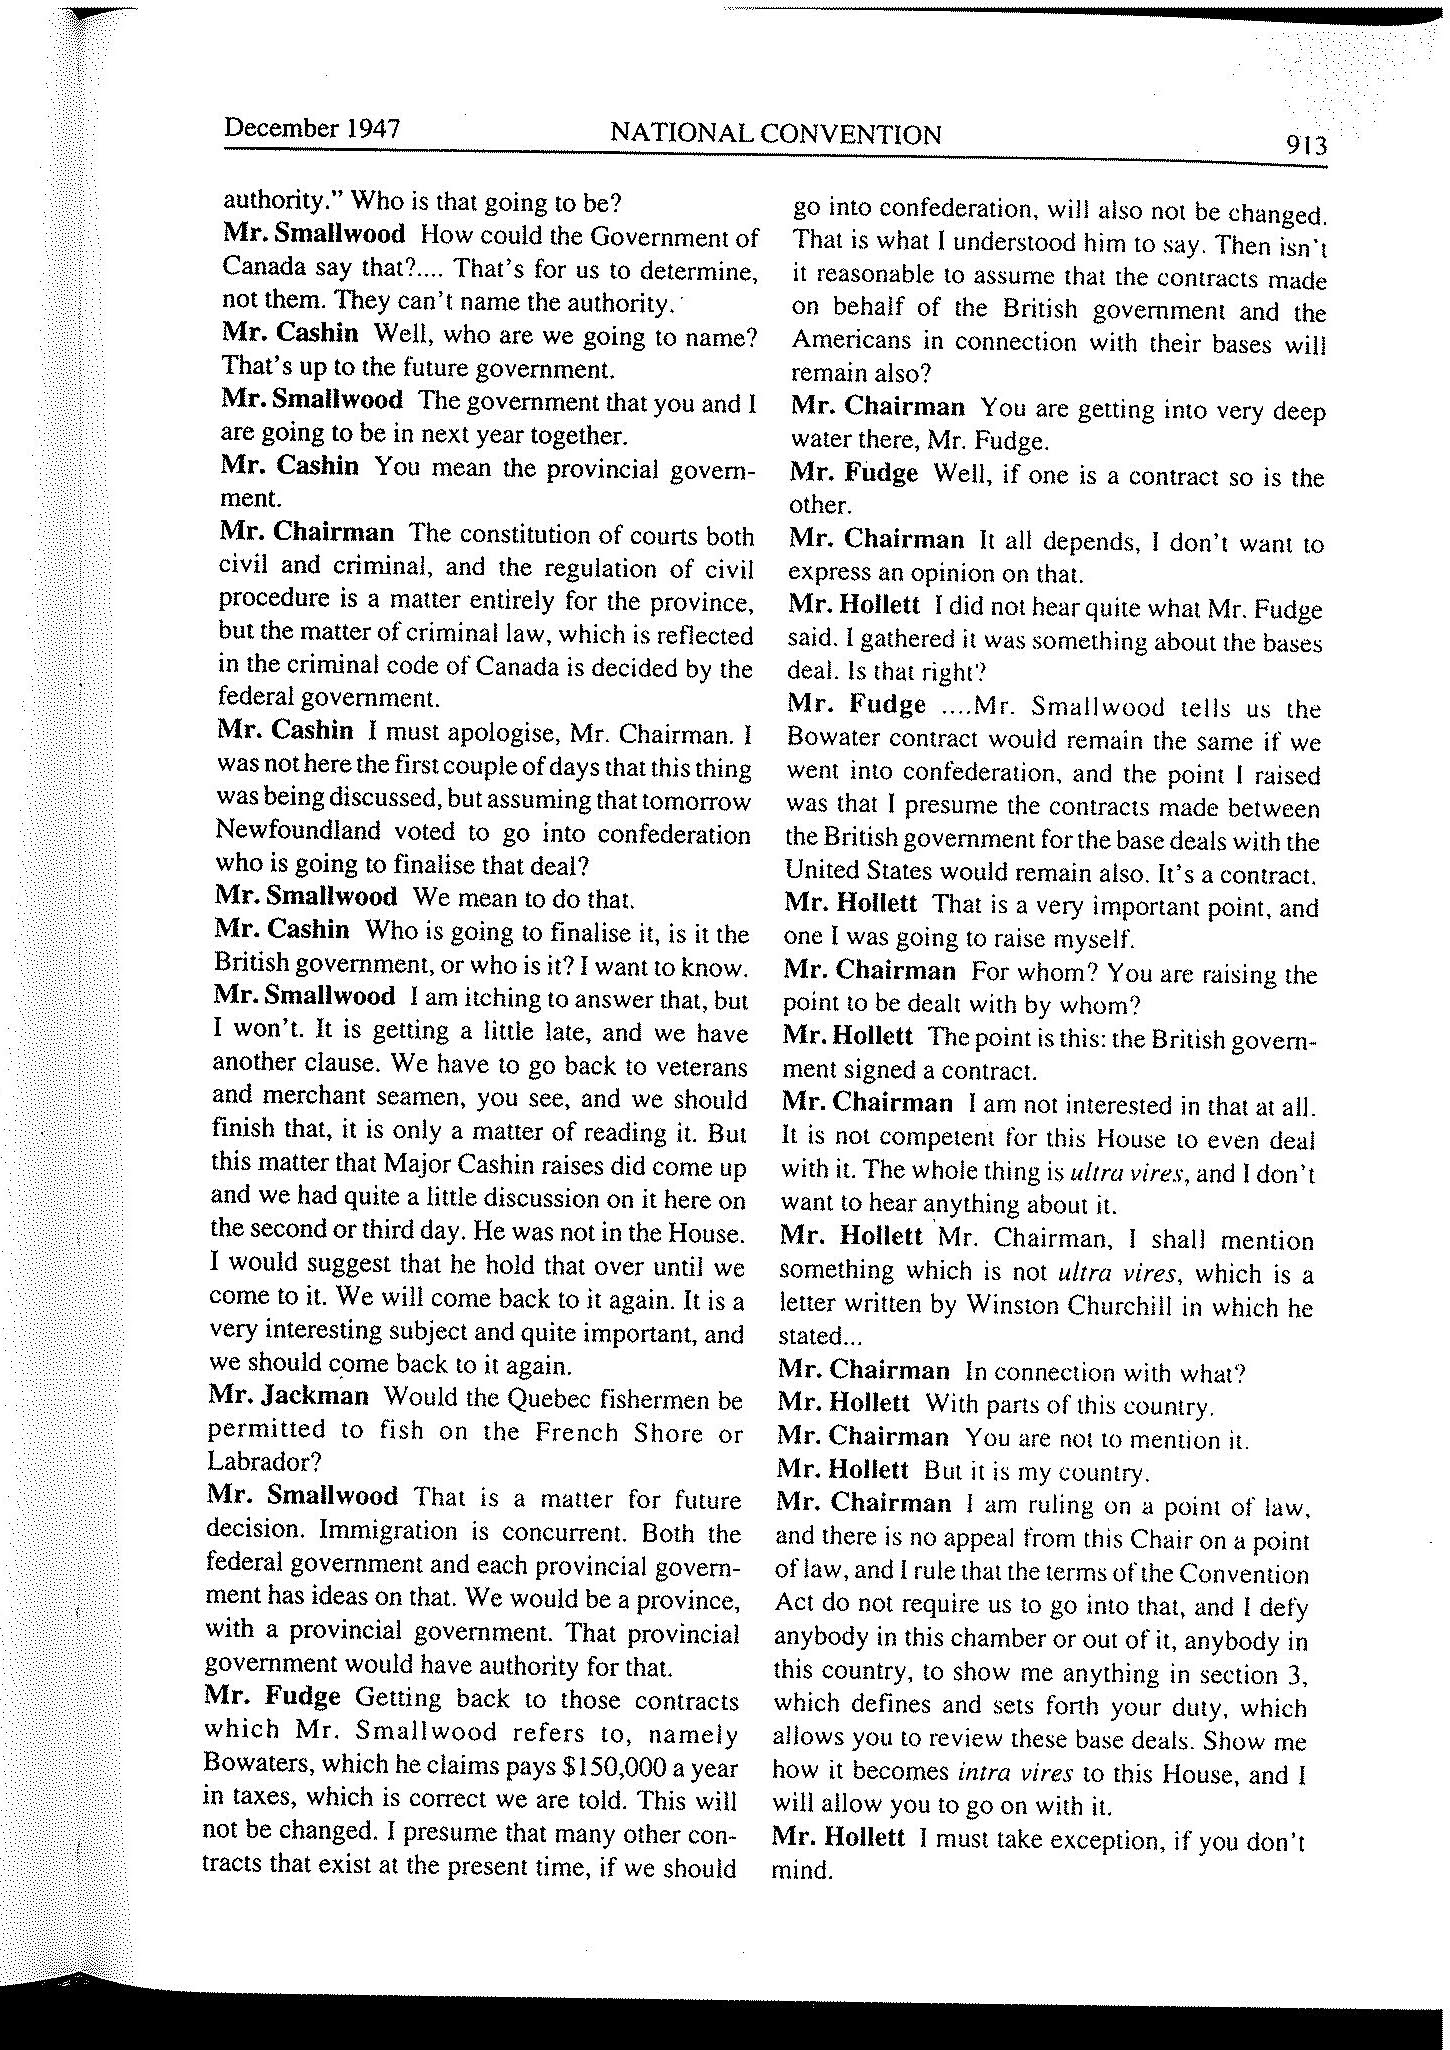 December 1947 NATIONAL CONVENTION 913
authority." Who is that going to be?
Mr. Smallwood How could the Government of
Canada say that?.... That's for us to determine,
not them. They can't name the authority.
Mr. Cashin Well, who are we going to name?
That's up to the future government.
Mr. Smallwood The government that you and I
are going to be in next year together.
Mr. Cashin You mean the provincial govern-
ment.
Mr. Chairman The constitution of courts both
civil and criminal, and the regulation of civil
procedure is a matter entirely for the province,
but the matter of criminal law, which is reflected
in the criminal code of Canada is decided by the
federal government.
Mr. Cashin I must apologise, Mr. Chairman. I
was not here the first couple of days that this thing
was being discussed, but assuming that tomorrow
Newfoundland voted to go into confederation
who is going to finalise that deal?
Mr. Smallwood We mean to do that.
Mr. Cashin Who is going to finalise it, is it the
British government, or who is it? I want to know.
Mr. Smallwood I am itching to answer that, but
I won't. It is getting a little late, and we have
another clause. We have to go back to veterans
and merchant seamen, you see, and we should
finish that, it is only a matter of reading it. But
this matter that Major Cashin raises did come up
and we had quite a little discussion on it here on
the second or third day. He was not in the House.
I would suggest that he hold that over until we
come to it. We will come back to it again. It is a
very interesting subject and quite important, and
we should come back to it again.
Mr. Jackman Would the Quebec fishermen be
permitted to fish on the French Shore or
Labrador?
Mr. Smallwood That is a matter for future
decision. Immigration is concurrent. Both the
federal government and each provincial govern-
ment has ideas on that. We would be a province,
with a provincial government. That provincial
government would have authority for that.
Mr. Fudge Getting back to those contracts
which Mr. Smallwood refers to, namely
Bowaters, which he claims pays $150,000 a year
in taxes, which is correct we are told. This will
not be changed. I presume that many other con-
tracts that exist at the present time, if we should
go into confederation, will also not be changed.
That is what I understood him to say. Then isn't
it reasonable to assume that the contracts made
on behalf of the British government and the
Americans in connection with their bases will
remain also?
Mr. Chairman You are getting into very deep
water there, Mr. Fudge.
Mr. Fudge Well, if one is a contract so is the
other.
Mr. Chairman It all depends, I don't want to
express an opinion on that.
Mr. Hollett I did not hear quite what Mr. Fudge
said. I gathered it was something about the bases
deal. Is that right?
Mr. Fudge ....Mr. Smallwood tells us the
Bowater contract would remain the same if we
went into confederation, and the point I raised
was that I presume the contracts made between
the British government for the base deals with the
United States would remain also. It's a contract.
Mr. Hollett That is a very important point, and
one I was going to raise myself.
Mr. Chairman For whom? You are raising the
point to be dealt with by whom?
Mr. Hollett The point is this: the British govern-
ment signed a contract.
Mr. Chairman I am not interested in that at all.
It is not competent for this House to even deal
with it. The whole thing is ultra vires, and I don't
want to hear anything about it.
Mr. Hollett Mr. Chairman, I shall mention
something which is not ultra vires, which is a
letter written by Winston Churchill in which he
stated...
Mr. Chairman In connection with what?
Mr. Hollett With parts of this country.
Mr. Chairman You are not to mention it.
Mr. Hollett But it is my country.
Mr. Chairman I am ruling on a point of law,
and there is no appeal from this Chair on a point
of law, and I rule that the terms of the Convention
Act do not require us to go into that, and I defy
anybody in this chamber or out of it, anybody in
this country, to show me anything in section 3,
which defines and sets forth your duty, which
allows you to review these base deals. Show me
how it becomes intra vires to this House, and I
will allow you to go on with it.
Mr. Hollett I must take exception, if you don't
mind.